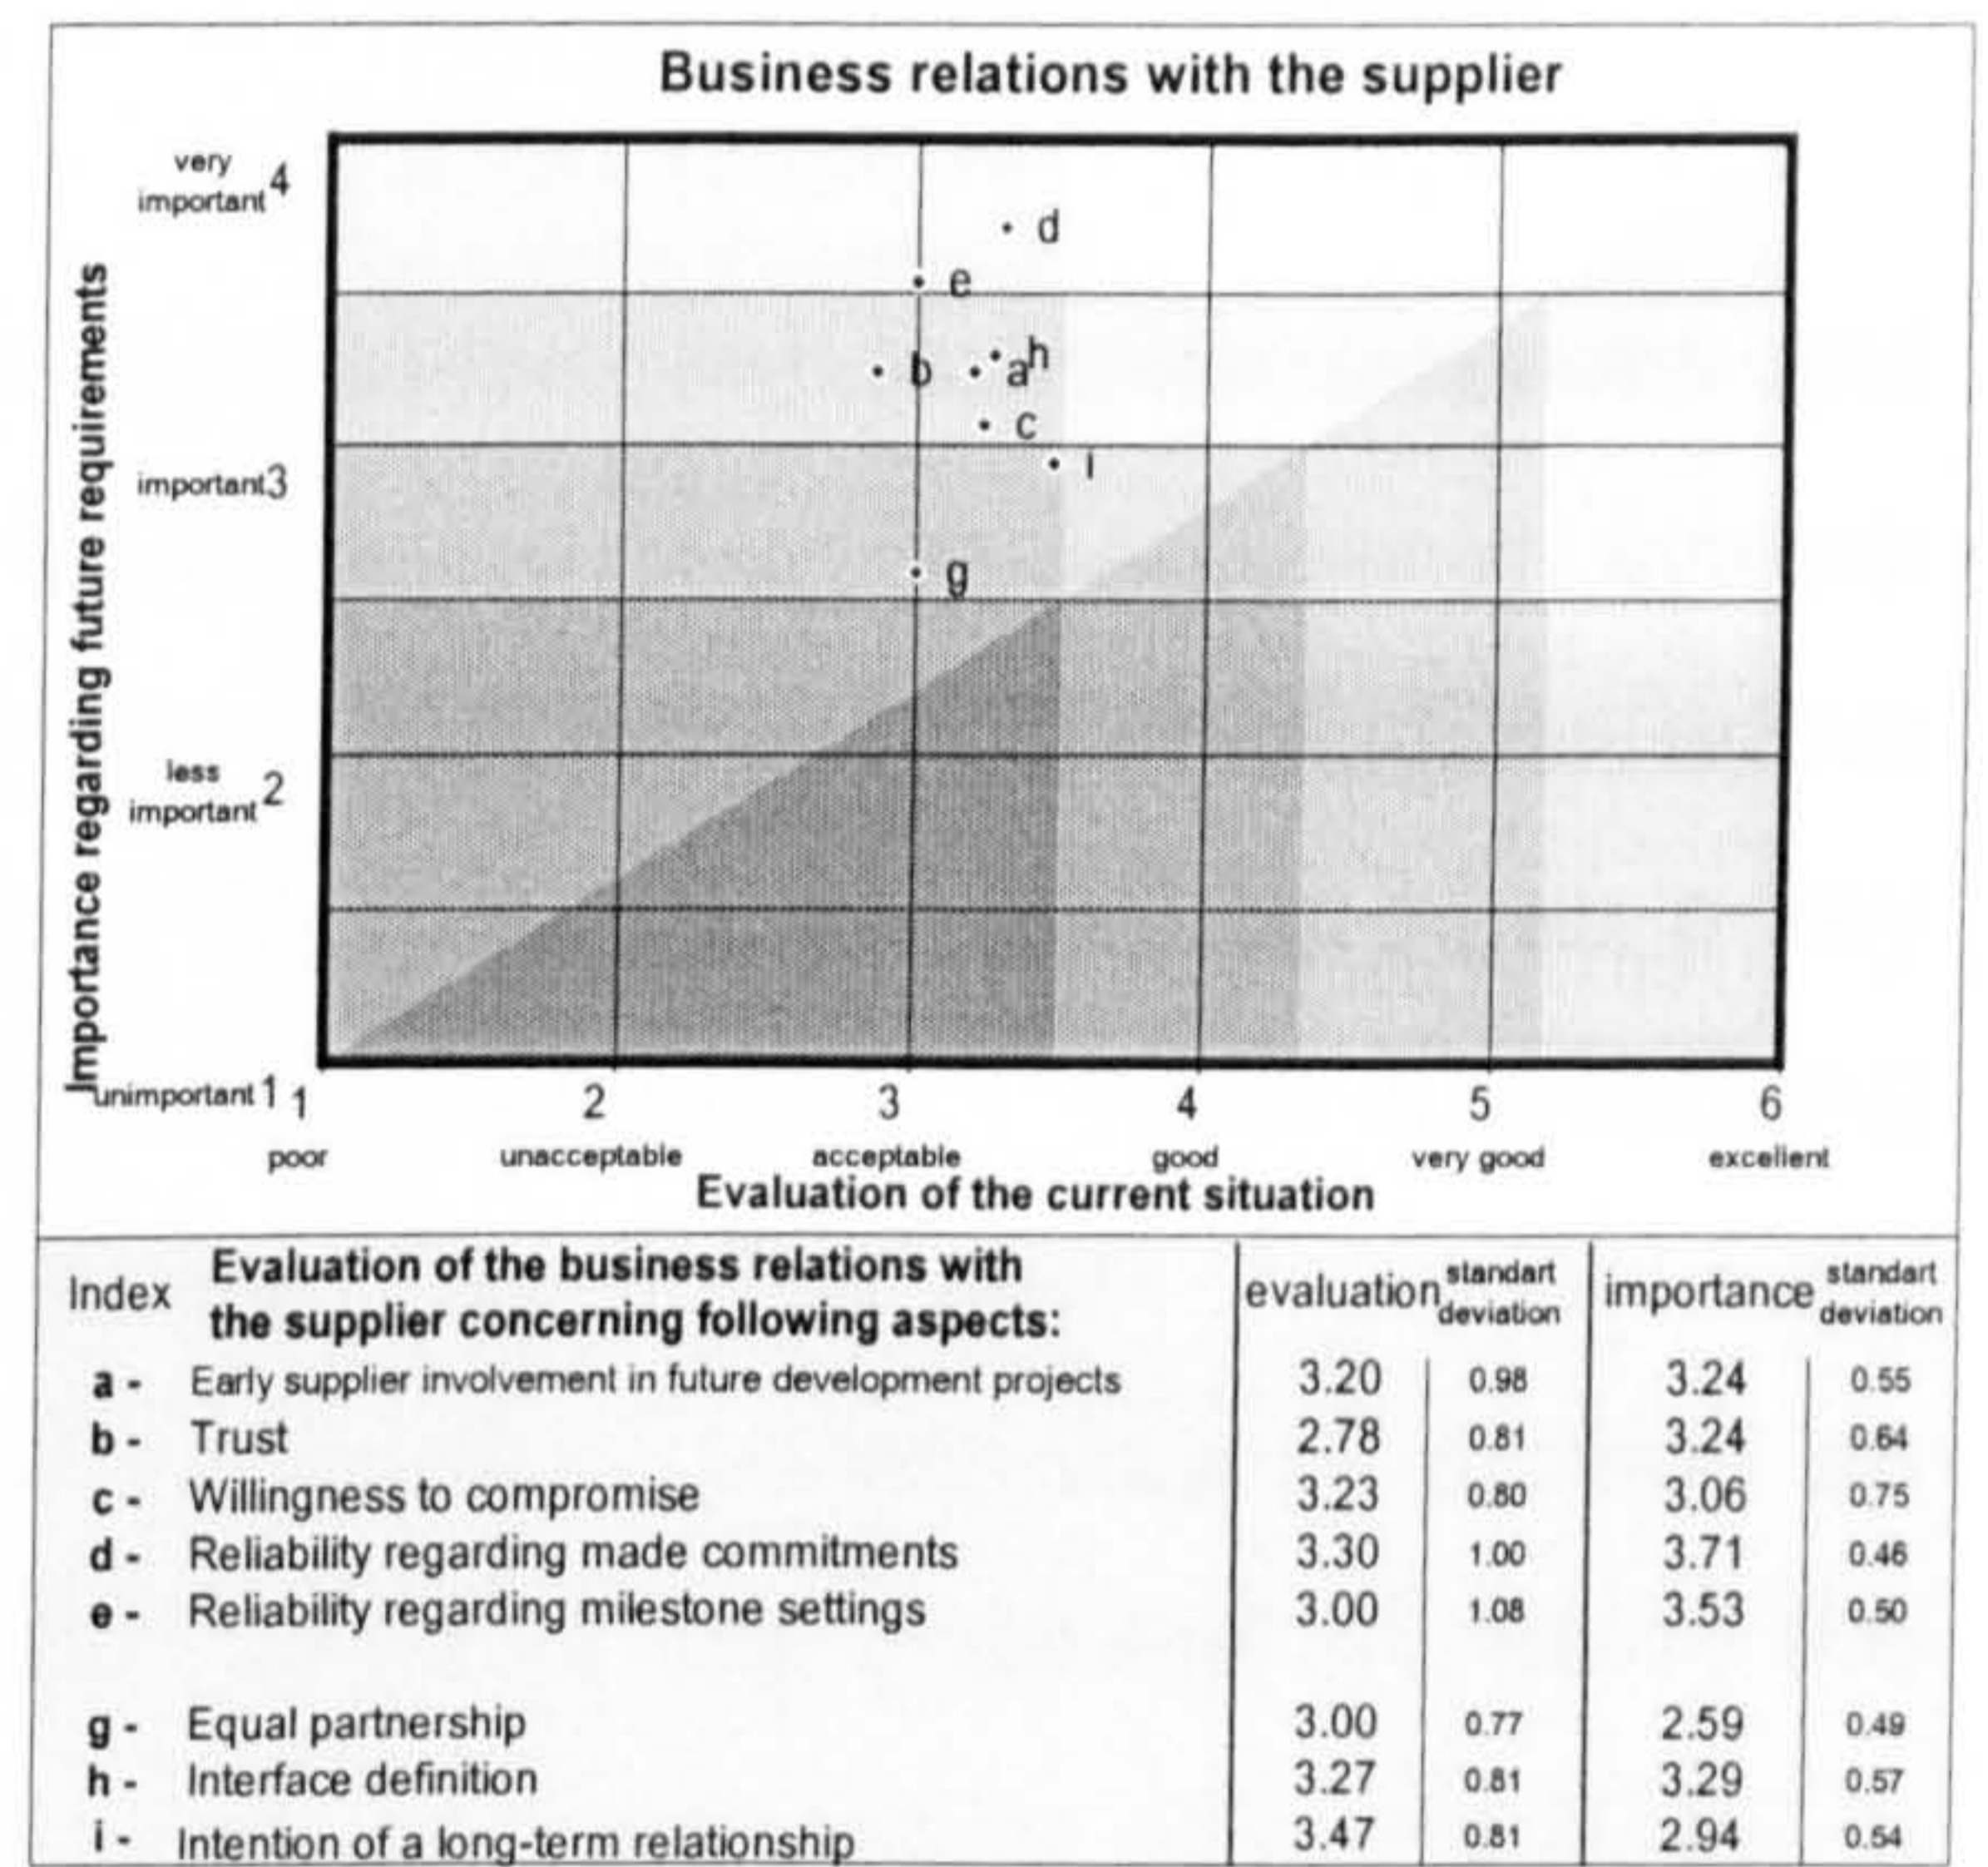 Business relations with the supplier
very
important 4
d
e
h
b a
c
important 3
i
g
less
important 2
Importance regarding future requirements
unimportant 1
1 2 3 4 5 6
poor unacceptable acceptable good very good excellent
Evaluation of the current situation
Index Evaluation of the business relations with the supplier concerning following aspects: evaluation standart deviation importance standart deviation
a - Early supplier involvement in future development projects 3.20 0.98 3.24 0.55
b - Trust 2.78 0.81 3.24 0.64
c - Willingness to compromise 3.23 0.80 3.06 0.75
d - Reliability regarding made commitments 3.30 1.00 3.71 0.46
e - Reliability regarding milestone settings 3.00 1.08 3.53 0.50
g - Equal partnership 3.00 0.77 2.59 0.49
h - Interface definition 3.27 0.81 3.29 0.57
i - Intention of a long-term relationship 3.47 0.81 2.94 0.54